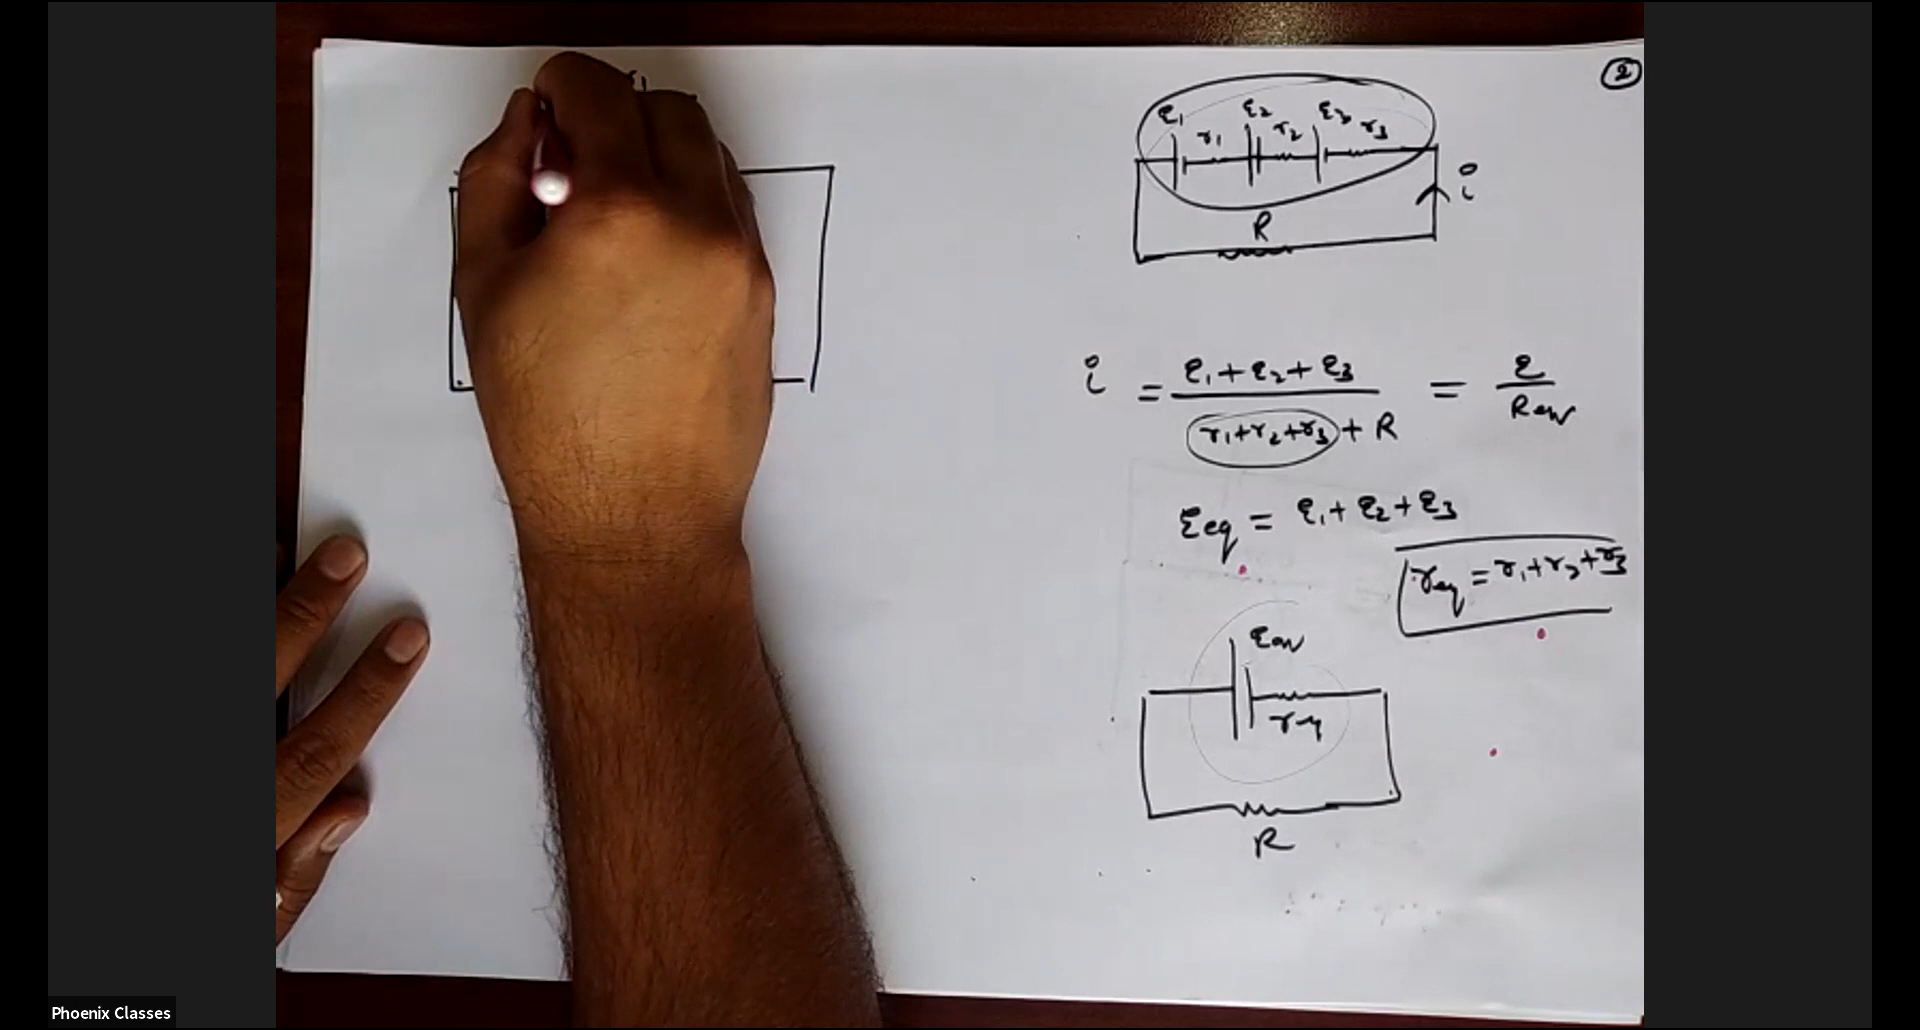 ②
ε₁ ε₂ ε₃
r₁ r₂ r₃
i
R
i = ε₁+ε₂+ε₃ / r₁+r₂+r₃ + R = ε / Req
εeq = ε₁+ε₂+ε₃
req = r₁+r₂+r₃
εeq
req
R
Phoenix Classes